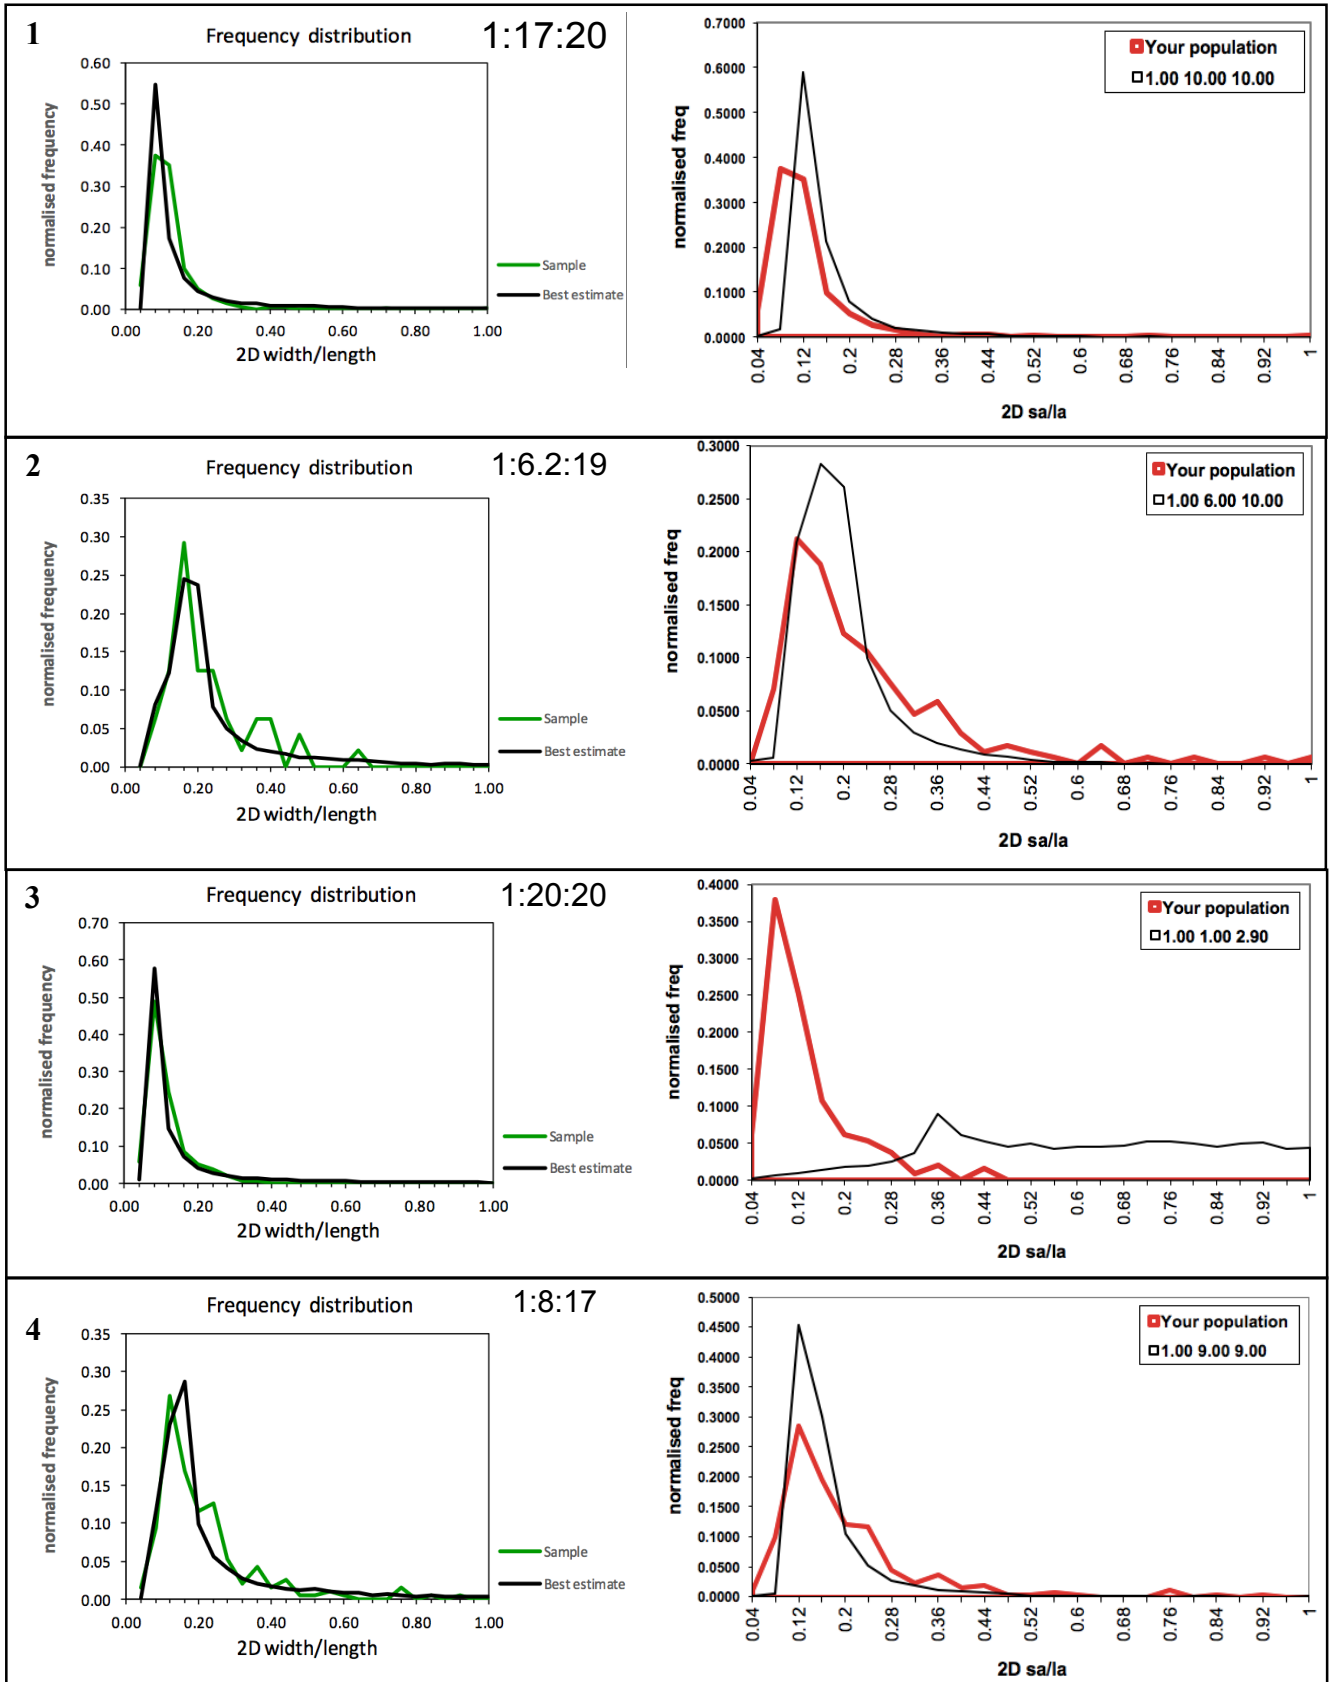 1
Frequency distribution
1:17:20
normalised frequency
0.60
0.50
0.40
0.30
0.20
0.10
0.00
0.00 0.20 0.40 0.60 0.80 1.00
2D width/length
Sample
Best estimate
normalised freq
0.7000
0.6000
0.5000
0.4000
0.3000
0.2000
0.1000
0.0000
0.04 0.12 0.2 0.28 0.36 0.44 0.52 0.6 0.68 0.76 0.84 0.92 1
2D sa/la
Your population
1.00 10.00 10.00
2
Frequency distribution
1:6.2:19
normalised frequency
0.35
0.30
0.25
0.20
0.15
0.10
0.05
0.00
0.00 0.20 0.40 0.60 0.80 1.00
2D width/length
Sample
Best estimate
normalised freq
0.3000
0.2500
0.2000
0.1500
0.1000
0.0500
0.0000
0.04 0.12 0.2 0.28 0.36 0.44 0.52 0.6 0.68 0.76 0.84 0.92 1
2D sa/la
Your population
1.00 6.00 10.00
3
Frequency distribution
1:20:20
normalised frequency
0.70
0.60
0.50
0.40
0.30
0.20
0.10
0.00
0.00 0.20 0.40 0.60 0.80 1.00
2D width/length
Sample
Best estimate
normalised freq
0.4000
0.3500
0.3000
0.2500
0.2000
0.1500
0.1000
0.0500
0.0000
0.04 0.12 0.2 0.28 0.36 0.44 0.52 0.6 0.68 0.76 0.84 0.92 1
2D sa/la
Your population
1.00 1.00 2.90
4
Frequency distribution
1:8:17
normalised frequency
0.35
0.30
0.25
0.20
0.15
0.10
0.05
0.00
0.00 0.20 0.40 0.60 0.80 1.00
2D width/length
Sample
Best estimate
normalised freq
0.5000
0.4500
0.4000
0.3500
0.3000
0.2500
0.2000
0.1500
0.1000
0.0500
0.0000
0.04 0.12 0.2 0.28 0.36 0.44 0.52 0.6 0.68 0.76 0.84 0.92 1
2D sa/la
Your population
1.00 9.00 9.00